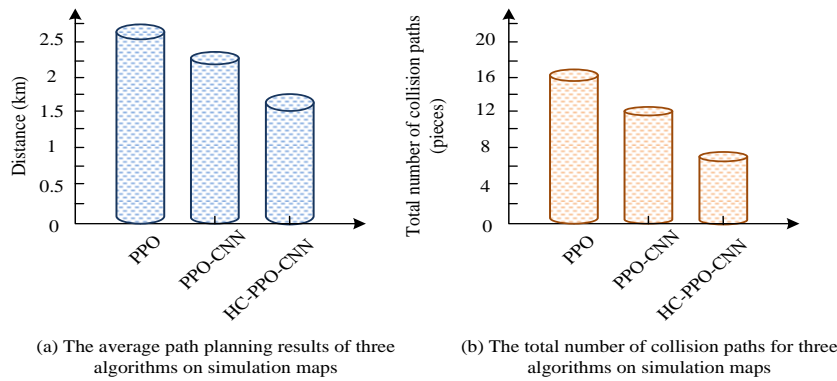 Distance (km)
2.5
2
1.5
1
0.5
0
PPO
PPO-CNN
HC-PPO-CNN
(a) The average path planning results of three
algorithms on simulation maps
Total number of collision paths
(pieces)
20
16
12
8
4
0
PPO
PPO-CNN
HC-PPO-CNN
(b) The total number of collision paths for three
algorithms on simulation maps